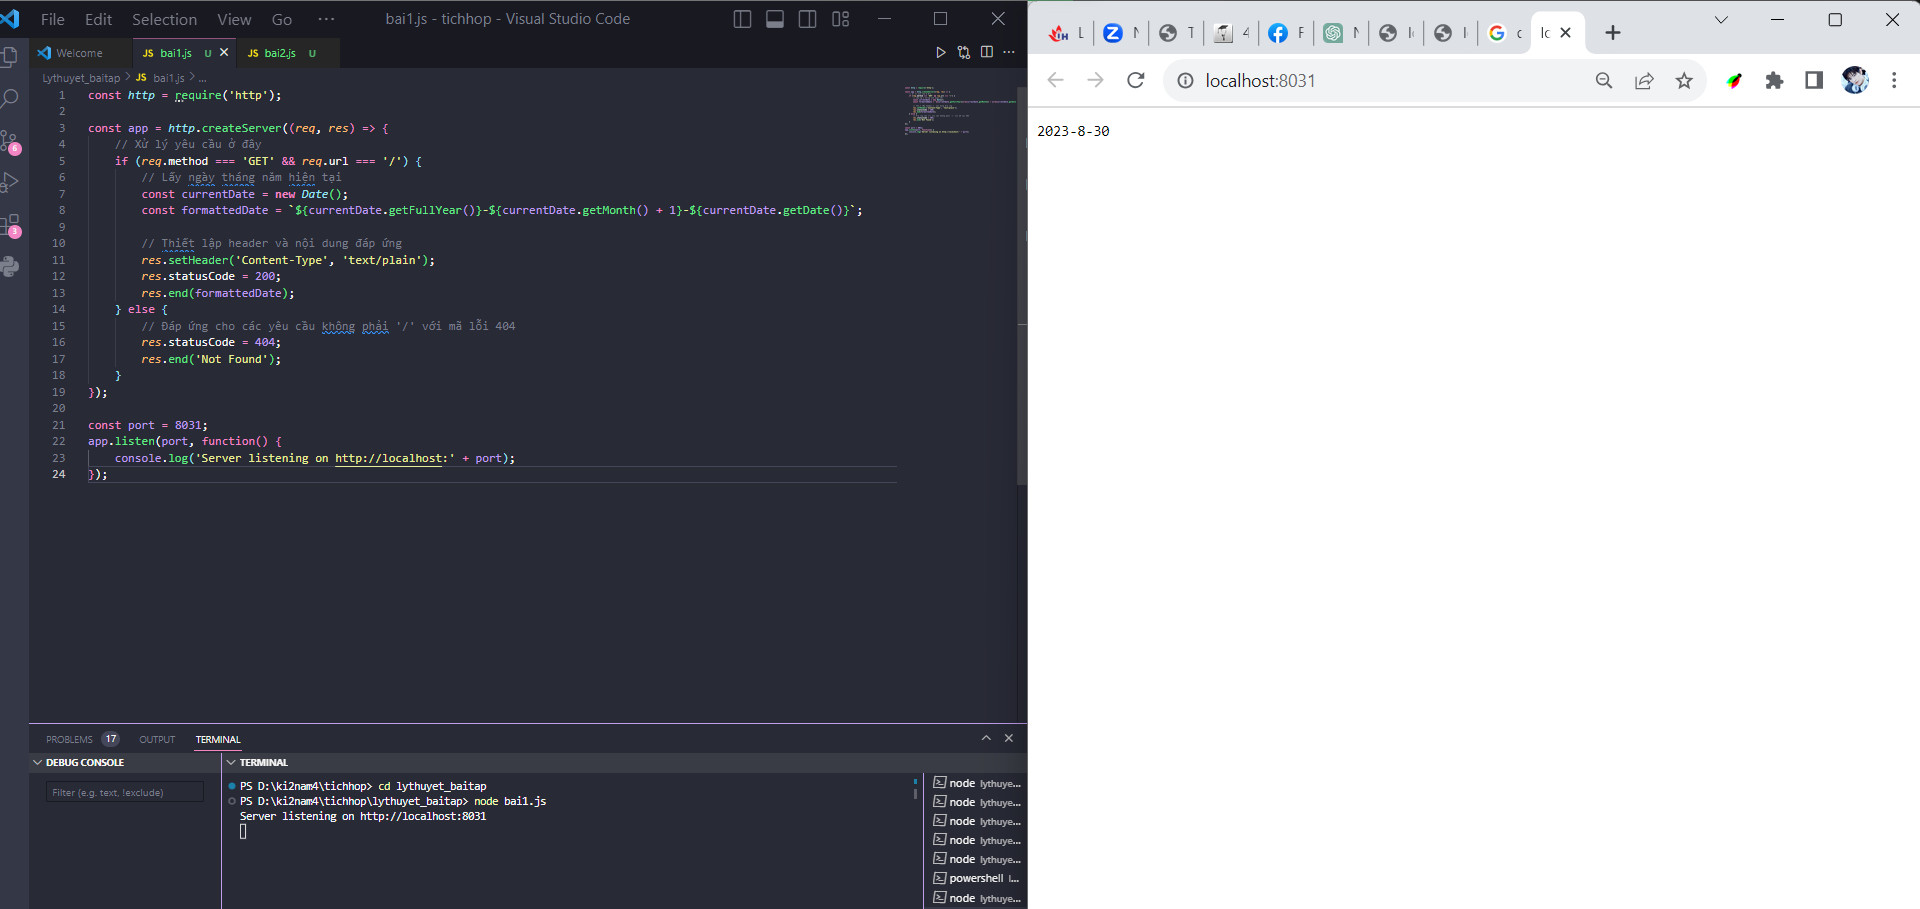 File Edit Selection View Go ··· bai1.js - tichhop - Visual Studio Code
Welcome JS bai1.js U JS bai2.js U
Lythuyet_baitap > JS bai1.js > ...
1 const http = require('http');
2
3 const app = http.createServer((req, res) => {
4 // Xử lý yêu cầu ở đây
5 if (req.method === 'GET' && req.url === '/') {
6 // Lấy ngày tháng năm hiện tại
7 const currentDate = new Date();
8 const formattedDate = `${currentDate.getFullYear()}-${currentDate.getMonth() + 1}-${currentDate.getDate()}`;
9
10 // Thiết lập header và nội dung đáp ứng
11 res.setHeader('Content-Type', 'text/plain');
12 res.statusCode = 200;
13 res.end(formattedDate);
14 } else {
15 // Đáp ứng cho các yêu cầu không phải '/' với mã lỗi 404
16 res.statusCode = 404;
17 res.end('Not Found');
18 }
19 });
20
21 const port = 8031;
22 app.listen(port, function() {
23 console.log('Server listening on http://localhost:' + port);
24 });
PROBLEMS 17 OUTPUT TERMINAL
DEBUG CONSOLE
Filter (e.g. text, !exclude)
TERMINAL
PS D:\ki2nam4\tichhop> cd lythuyet_baitap
PS D:\ki2nam4\tichhop\lythuyet_baitap> node bai1.js
Server listening on http://localhost:8031
node lythuye...
node lythuye...
node lythuye...
node lythuye...
node lythuye...
powershell l...
node lythuye...
6
3
localhost:8031
2023-8-30